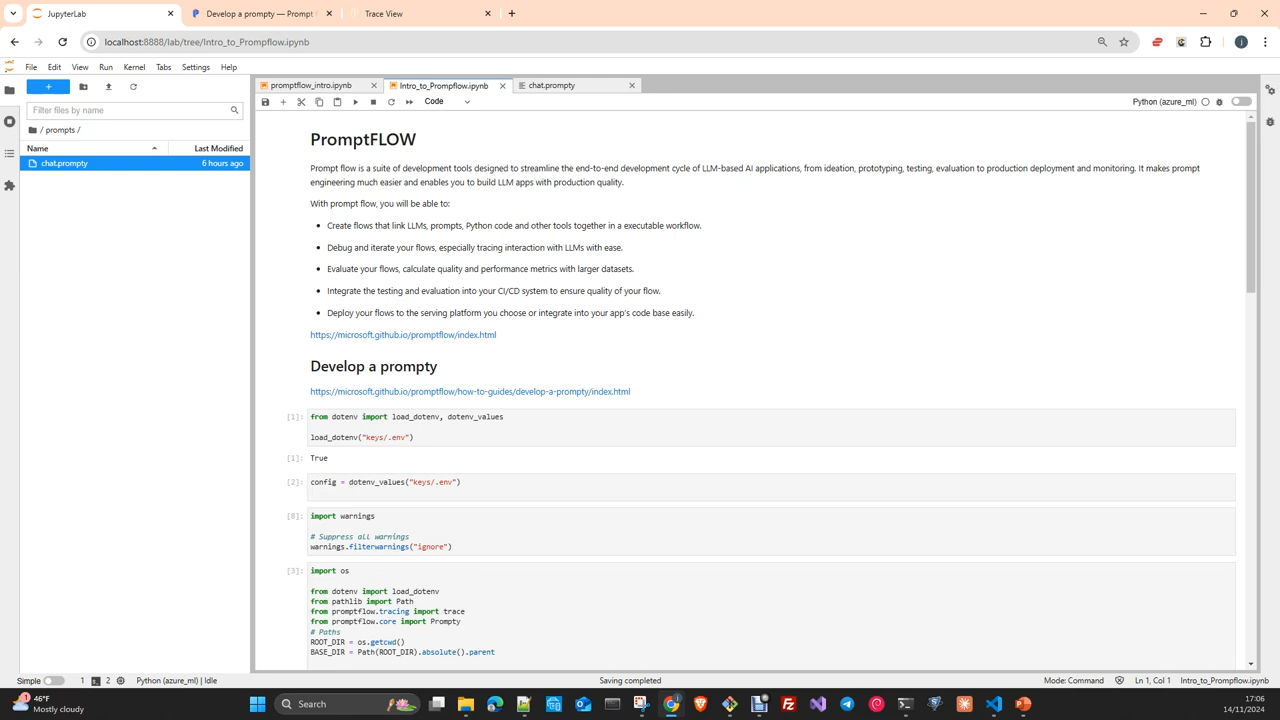 JupyterLab
Develop a prompty — Prompt f
Trace View
localhost:8888/lab/tree/Intro_to_Prompflow.ipynb
File Edit View Run Kernel Tabs Settings Help
promptflow_intro.ipynb
Intro_to_Prompflow.ipynb
chat.prompty
Filter files by name
Code
Python (azure_ml)
/ prompts /
Name Last Modified
chat.prompty 6 hours ago
PromptFLOW
Prompt flow is a suite of development tools designed to streamline the end-to-end development cycle of LLM-based AI applications, from ideation, prototyping, testing, evaluation to production deployment and monitoring. It makes prompt
engineering much easier and enables you to build LLM apps with production quality.
With prompt flow, you will be able to:
• Create flows that link LLMs, prompts, Python code and other tools together in a executable workflow.
• Debug and iterate your flows, especially tracing interaction with LLMs with ease.
• Evaluate your flows, calculate quality and performance metrics with larger datasets.
• Integrate the testing and evaluation into your CI/CD system to ensure quality of your flow.
• Deploy your flows to the serving platform you choose or integrate into your app's code base easily.
https://microsoft.github.io/promptflow/index.html
Develop a prompty
https://microsoft.github.io/promptflow/how-to-guides/develop-a-prompty/index.html
[1]: from dotenv import load_dotenv, dotenv_values
load_dotenv("keys/.env")
[1]: True
[2]: config = dotenv_values("keys/.env")
[8]: import warnings
# Suppress all warnings
warnings.filterwarnings("ignore")
[3]: import os
from dotenv import load_dotenv
from pathlib import Path
from promptflow.tracing import trace
from promptflow.core import Prompty
# Paths
ROOT_DIR = os.getcwd()
BASE_DIR = Path(ROOT_DIR).absolute().parent
Simple 1 2 Python (azure_ml) | Idle Saving completed Mode: Command Ln 1, Col 1 Intro_to_Prompflow.ipynb
46°F
Mostly cloudy
Search
17:06
14/11/2024